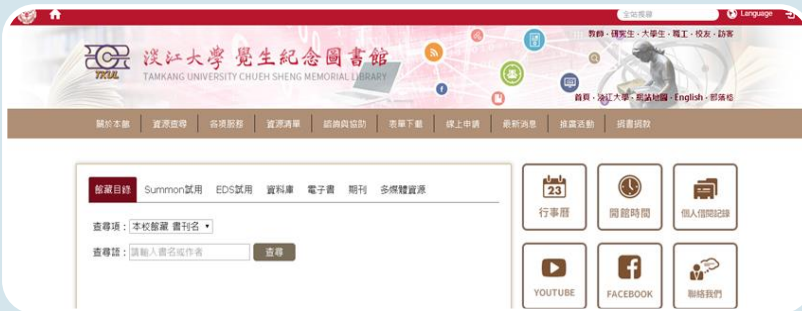 全站搜尋 Language
教師．研究生．大學生．職工．校友．訪客
淡江大學 覺生紀念圖書館
TKUL TAMKANG UNIVERSITY CHUEH SHENG MEMORIAL LIBRARY
首頁．淡江大學．網站地圖．English．部落格
關於本館 資源查尋 各項服務 資源清單 諮詢與協助 表單下載 線上申請 最新消息 推廣活動 捐書捐款
館藏目錄 Summon試用 EDS試用 資料庫 電子書 期刊 多媒體資源
23
行事曆 開館時間 個人借閱記錄
查尋項：本校館藏 書刊名
查尋語：請輸入書名或作者 查尋
YOUTUBE FACEBOOK 聯絡我們